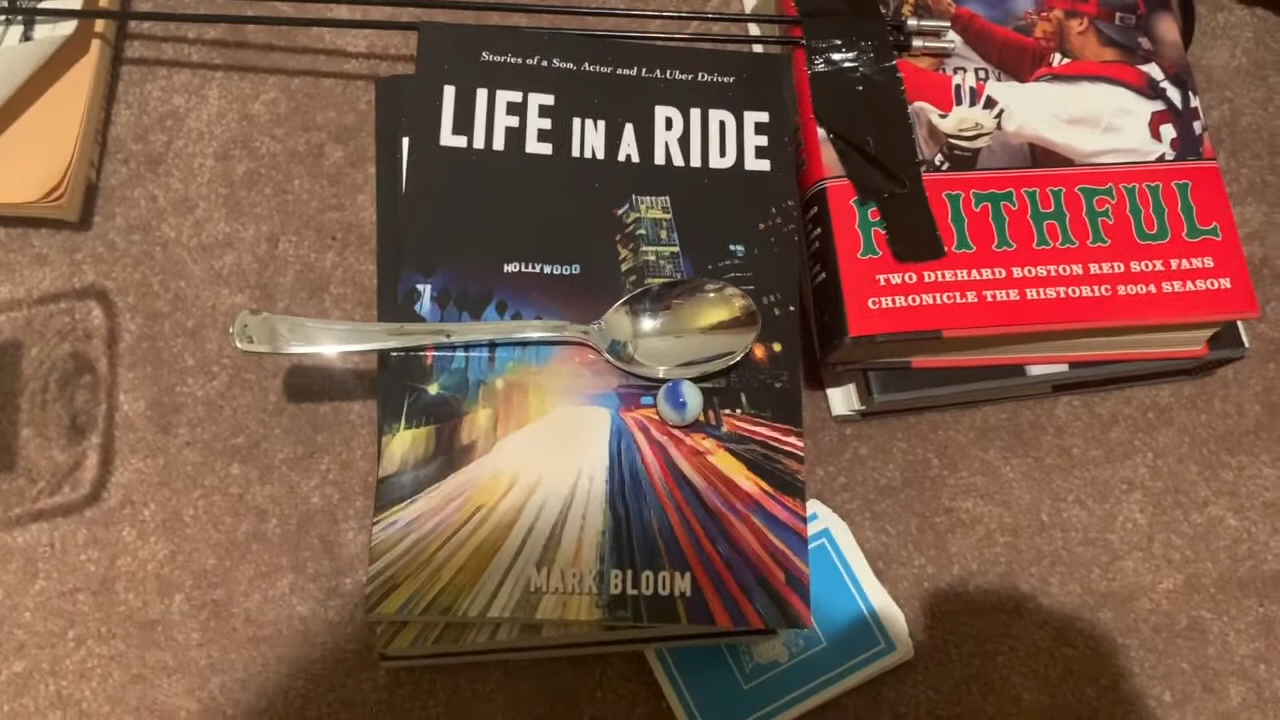 Stories of a Son, Actor and L.A.Uber Driver
LIFE IN A RIDE
HOLLYWOOD
MARK BLOOM
FAITHFUL
TWO DIEHARD BOSTON RED SOX FANS
CHRONICLE THE HISTORIC 2004 SEASON